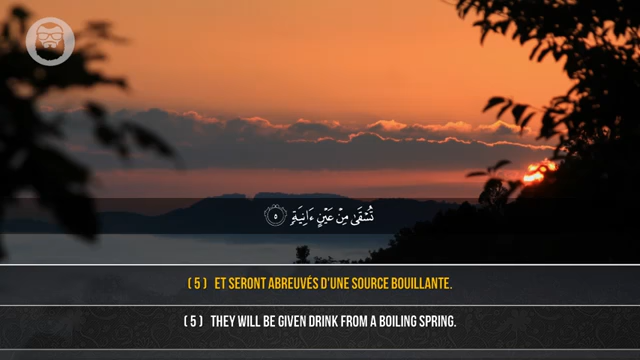 تُسْقَىٰ مِنْ عَيْنٍ ءَانِيَةٍ ۝٥
( 5 ) ET SERONT ABREUVÉS D'UNE SOURCE BOUILLANTE.
( 5 ) THEY WILL BE GIVEN DRINK FROM A BOILING SPRING.